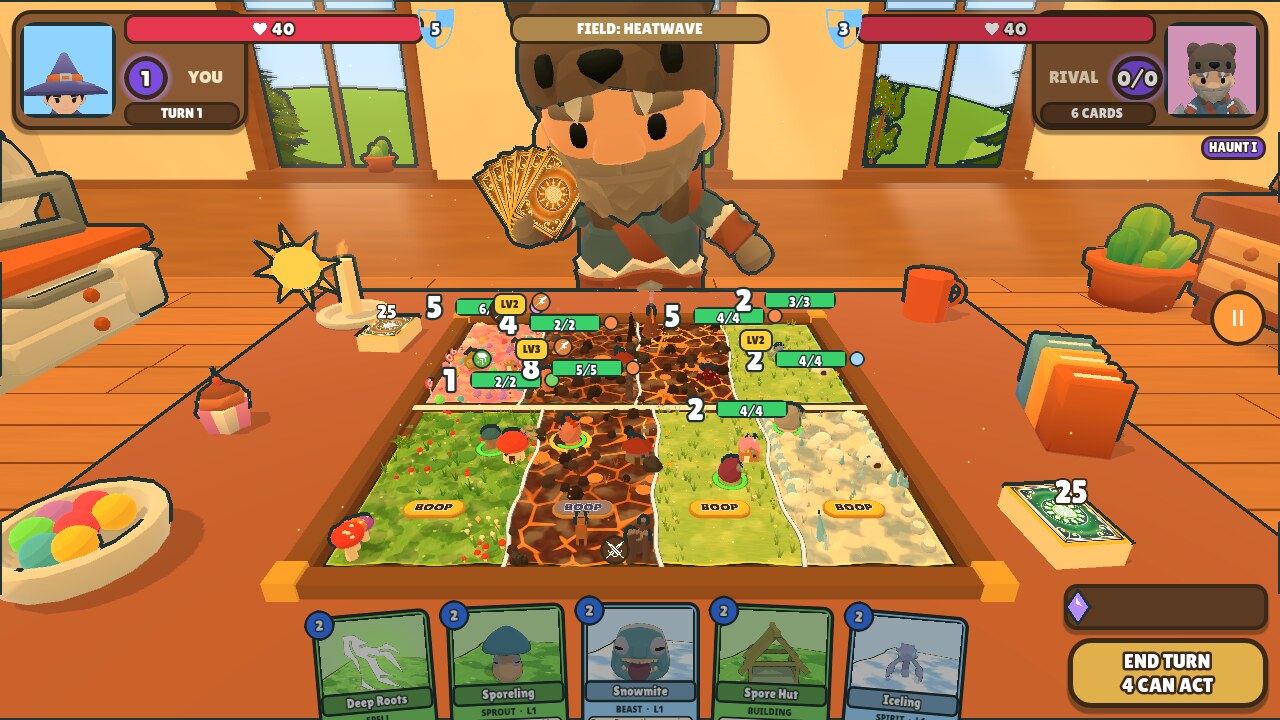 40
5
FIELD: HEATWAVE
3
40
1
YOU
TURN 1
RIVAL
0/0
6 CARDS
HAUNT I
25
5
6/
LV2
4
2/2
5
4/4
2
3/3
1
2/2
LV3
8
5/5
LV2
2
4/4
2
4/4
BOOP
BOOP
BOOP
BOOP
25
2
Deep Roots
SPELL
2
Sporeling
SPROUT · L1
2
Snowmite
BEAST · L1
2
Spore Hut
BUILDING
2
Iceling
SPIRIT · L1
END TURN
4 CAN ACT